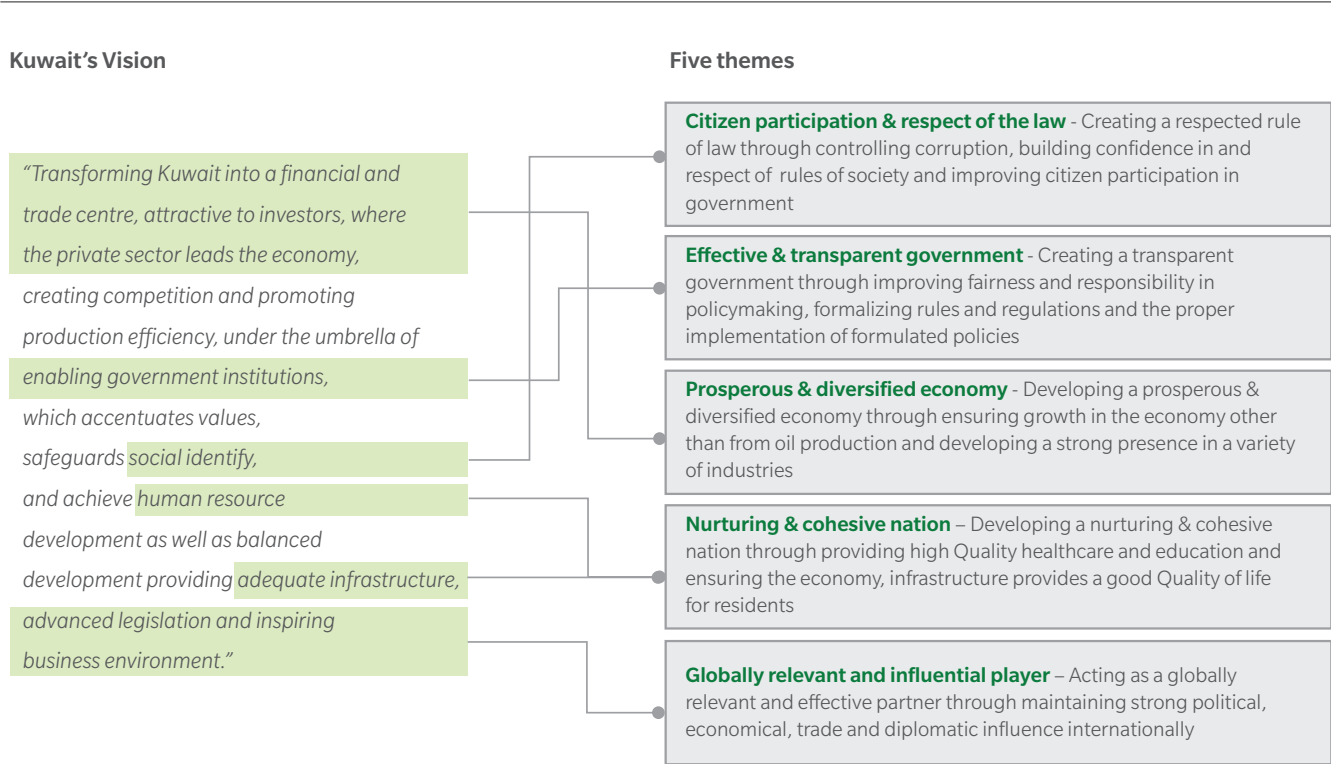 Kuwait’s Vision
“Transforming Kuwait into a financial and
trade centre, attractive to investors, where
the private sector leads the economy,
creating competition and promoting
production efficiency, under the umbrella of
enabling government institutions,
which accentuates values,
safeguards social identify,
and achieve human resource
development as well as balanced
development providing adequate infrastructure,
advanced legislation and inspiring
business environment.”
Five themes
Citizen participation & respect of the law - Creating a respected rule
of law through controlling corruption, building confidence in and
respect of rules of society and improving citizen participation in
government
Effective & transparent government - Creating a transparent
government through improving fairness and responsibility in
policymaking, formalizing rules and regulations and the proper
implementation of formulated policies
Prosperous & diversified economy - Developing a prosperous &
diversified economy through ensuring growth in the economy other
than from oil production and developing a strong presence in a variety
of industries
Nurturing & cohesive nation – Developing a nurturing & cohesive
nation through providing high Quality healthcare and education and
ensuring the economy, infrastructure provides a good Quality of life
for residents
Globally relevant and influential player – Acting as a globally
relevant and effective partner through maintaining strong political,
economical, trade and diplomatic influence internationally